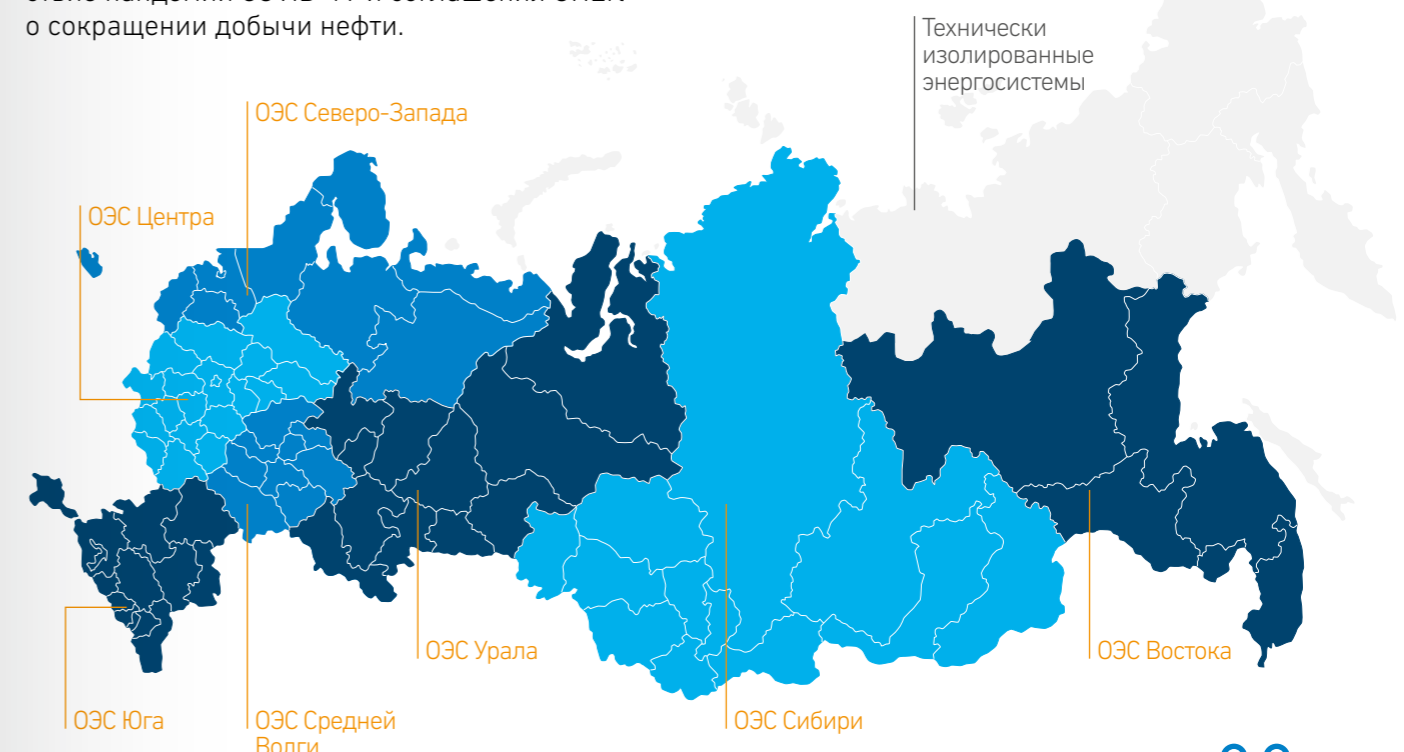 о сокращении добычи нефти.
Технически
изолированные
энергосистемы
ОЭС Северо-Запада
ОЭС Центра
ОЭС Урала
ОЭС Востока
ОЭС Юга
ОЭС Средней
Волги
ОЭС Сибири